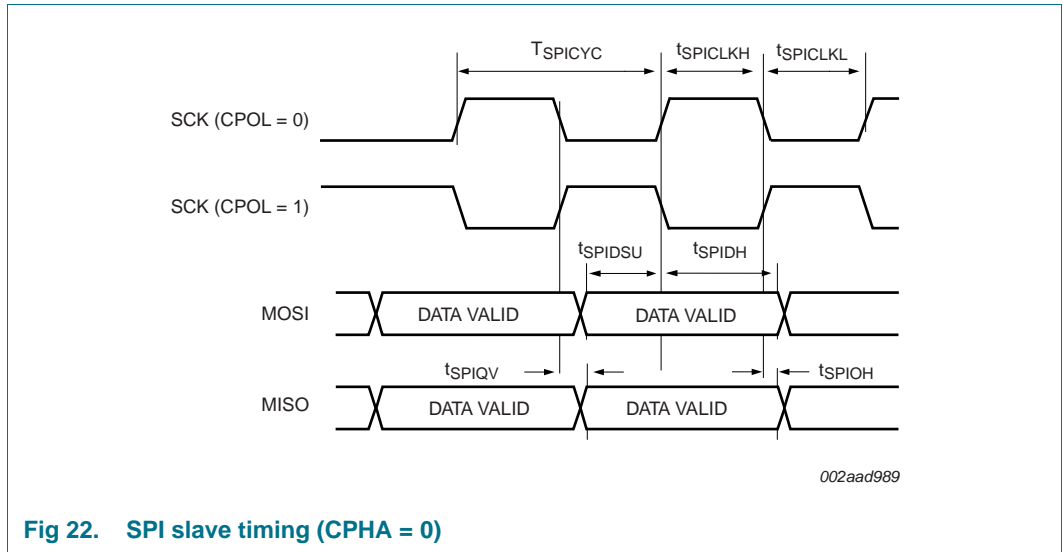 TSPICYC tSPICLKH tSPICLKL
SCK (CPOL = 0)
SCK (CPOL = 1)
tSPIDSU tSPIDH
MOSI DATA VALID DATA VALID
tSPIQV tSPIOH
MISO DATA VALID DATA VALID
002aad989
Fig 22. SPI slave timing (CPHA = 0)